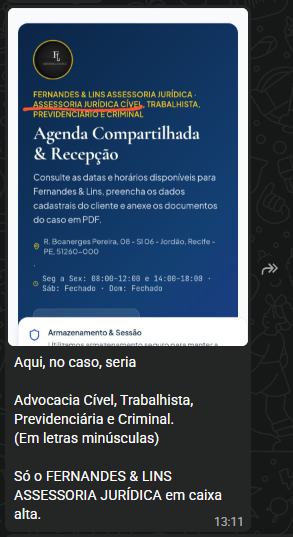 FL
FERNANDES & LINS ASSESSORIA JURÍDICA -
ASSESSORIA JURÍDICA CÍVEL, TRABALHISTA,
PREVIDENCIÁRIO E CRIMINAL
Agenda Compartilhada
& Recepção
Consulte as datas e horários disponíveis para
Fernandes & Lins, preencha os dados
cadastrais do cliente e anexe os documentos
do caso em PDF.
R. Boanerges Pereira, 08 - Sl 06 - Jordão, Recife -
PE, 51260-000
.
Seg a Sex: 08:00-12:00 e 14:00-18:00 ·
Sáb: Fechado · Dom: Fechado
Armazenamento & Sessão
Utilizamos armazenamento seguro para manter a
Aqui, no caso, seria
Advocacia Cível, Trabalhista,
Previdenciária e Criminal.
(Em letras minúsculas)
Só o FERNANDES & LINS
ASSESSORIA JURÍDICA em caixa
alta.
13:11